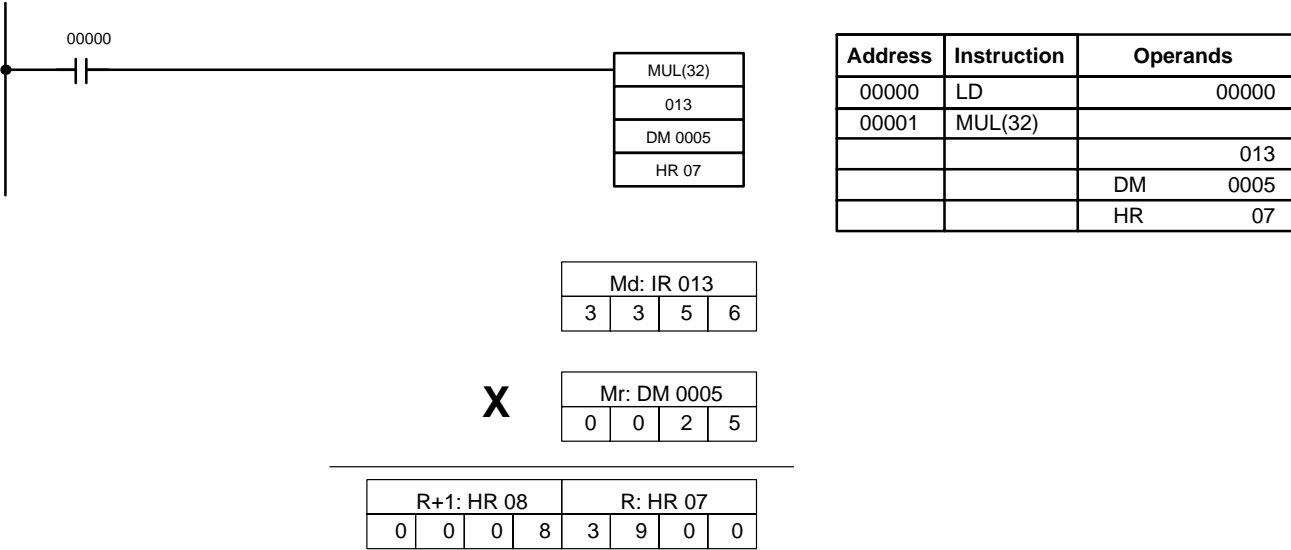 00000
MUL(32)
013
DM 0005
HR 07
Address Instruction Operands
00000 LD 00000
00001 MUL(32)
013
DM 0005
HR 07
Md: IR 013
3 3 5 6
X
Mr: DM 0005
0 0 2 5
R+1: HR 08 R: HR 07
0 0 0 8 3 9 0 0